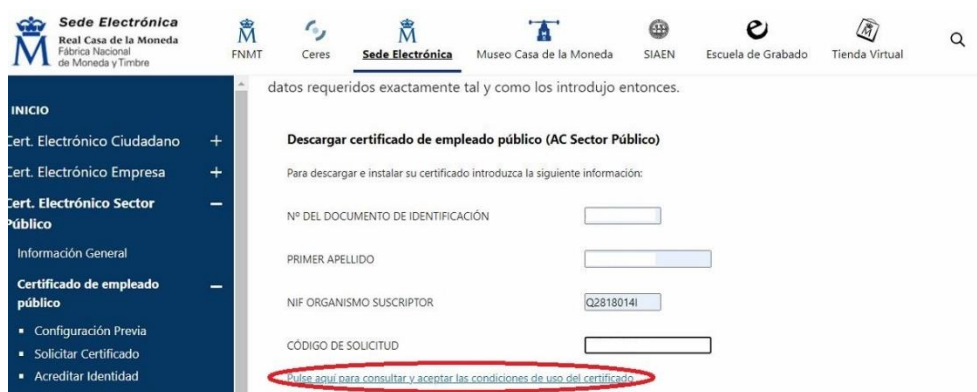 Sede Electrónica
Real Casa de la Moneda
Fábrica Nacional
de Moneda y Timbre
FNMT
Ceres
Sede Electrónica
Museo Casa de la Moneda
SIAEN
Escuela de Grabado
Tienda Virtual
datos requeridos exactamente tal y como los introdujo entonces.
INICIO
Cert. Electrónico Ciudadano +
Cert. Electrónico Empresa +
Cert. Electrónico Sector −
Público
Información General
Certificado de empleado −
público
Configuración Previa
Solicitar Certificado
Acreditar Identidad
Descargar certificado de empleado público (AC Sector Público)
Para descargar e instalar su certificado introduzca la siguiente información:
Nº DEL DOCUMENTO DE IDENTIFICACIÓN
PRIMER APELLIDO
NIF ORGANISMO SUSCRIPTOR Q2818014I
CÓDIGO DE SOLICITUD
Pulse aquí para consultar y aceptar las condiciones de uso del certificado